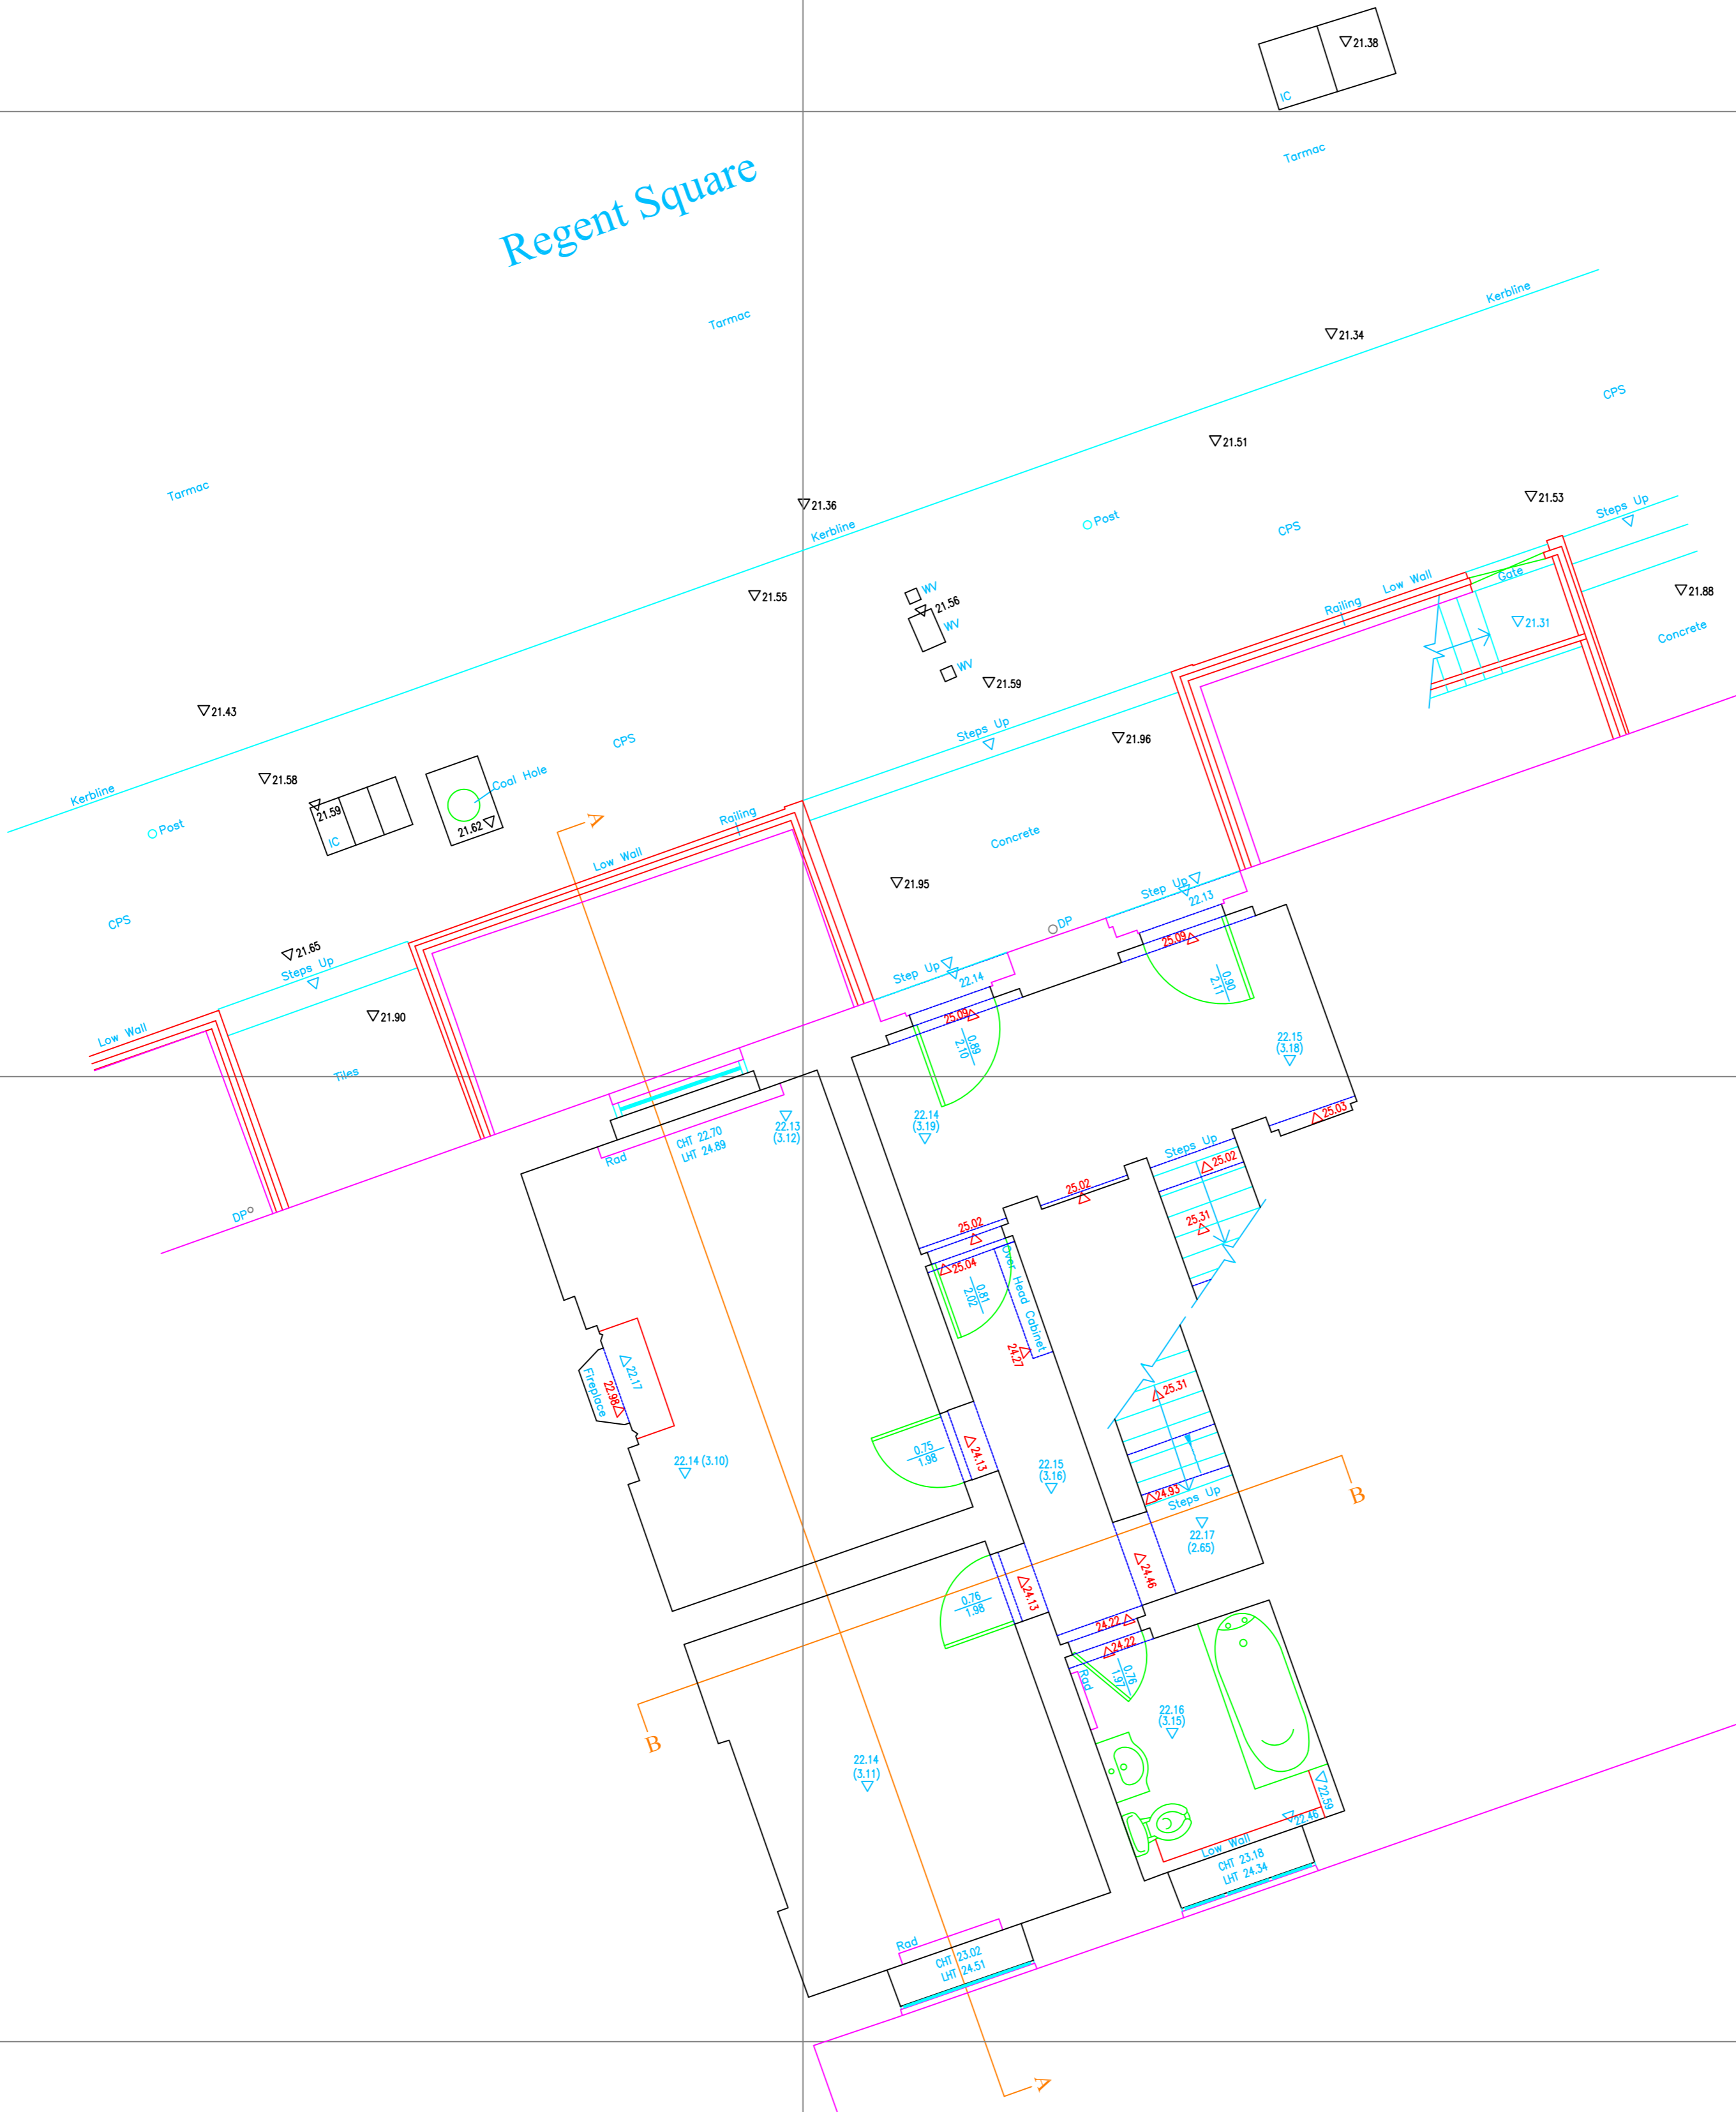 21.38
IC
Tarmac
Regent Square
Tarmac
Kerbline
21.34
CPS
21.51
Tarmac
21.36
Kerbline
Post
CPS
21.53
Steps Up
21.55
WV
21.56
WV
WV
21.59
Low Wall
Railing
Gate
21.31
21.88
Concrete
21.43
CPS
Steps Up
21.96
21.58
Coal Hole
Kerbline
21.59
IC
21.62
Post
A
Railing
Low Wall
Concrete
CPS
21.95
Step Up
22.13
21.65
Steps Up
DP
25.09
Step Up
22.14
0.90
2.11
21.90
Low Wall
25.09
0.89
2.10
22.15
(3.18)
Tiles
22.13
(3.12)
22.14
(3.19)
25.03
CHT 22.70
LHT 24.89
Rad
Steps Up
25.02
25.02
DP
25.02
25.31
25.04
0.81
2.02
Over Head Cabinet
24.27
22.17
Fireplace
22.98
25.31
0.75
1.98
24.13
22.14 (3.10)
22.15
(3.16)
24.93
Steps Up
B
22.17
(2.65)
24.46
24.13
0.76
1.98
24.22
24.22
0.76
1.97
Rad
22.16
(3.15)
B
22.14
(3.11)
22.59
22.46
Low Wall
CHT 23.18
LHT 24.34
Rad
CHT 23.02
LHT 24.51
A